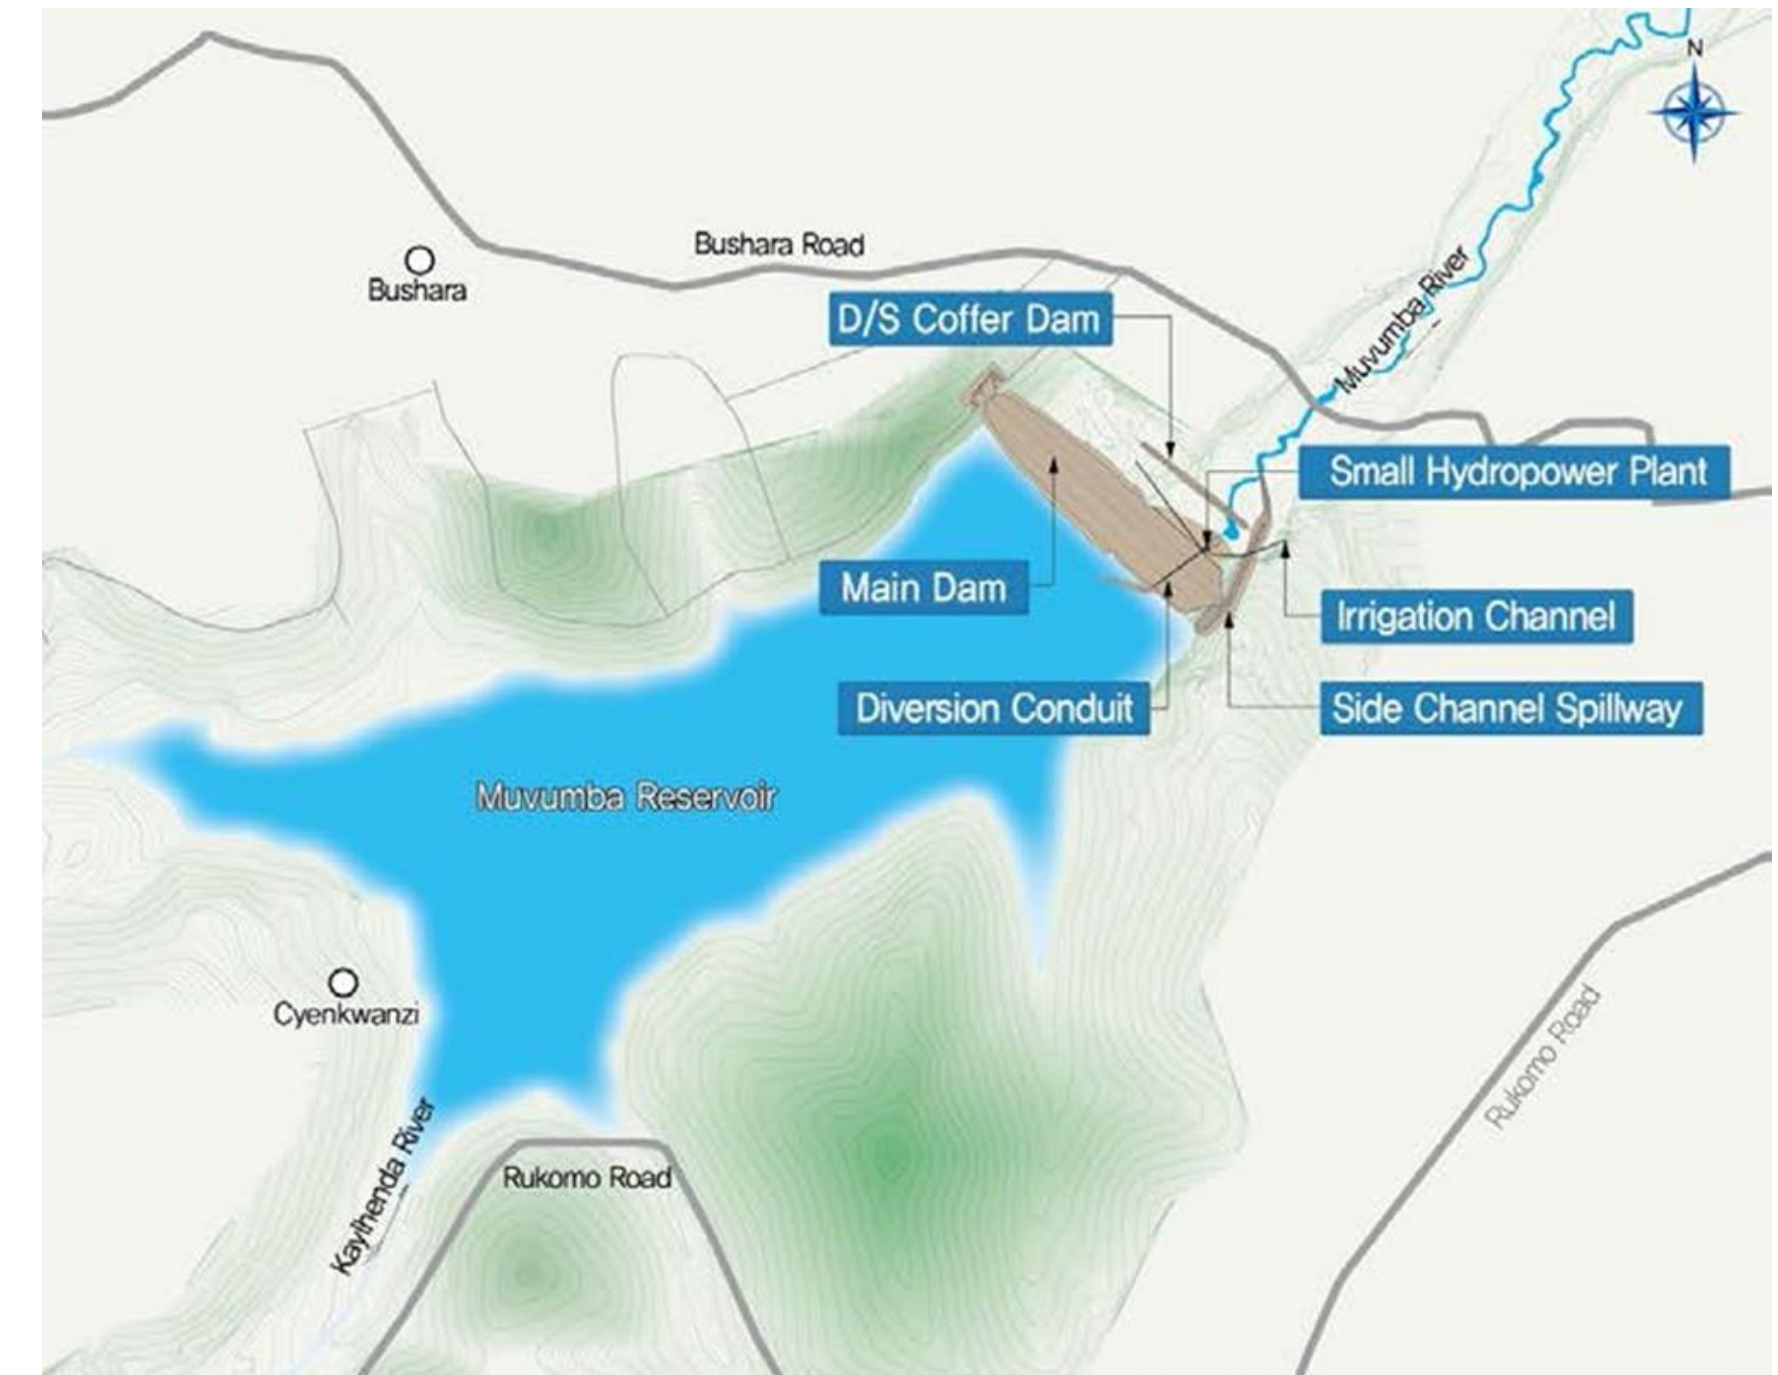 N
Bushara Road
Bushara
D/S Coffer Dam
Muvumba River
Small Hydropower Plant
Main Dam
Irrigation Channel
Diversion Conduit
Side Channel Spillway
Muvumba Reservoir
Cyenkwanzi
Rukomo Road
Kayihenda River
Rukomo Road